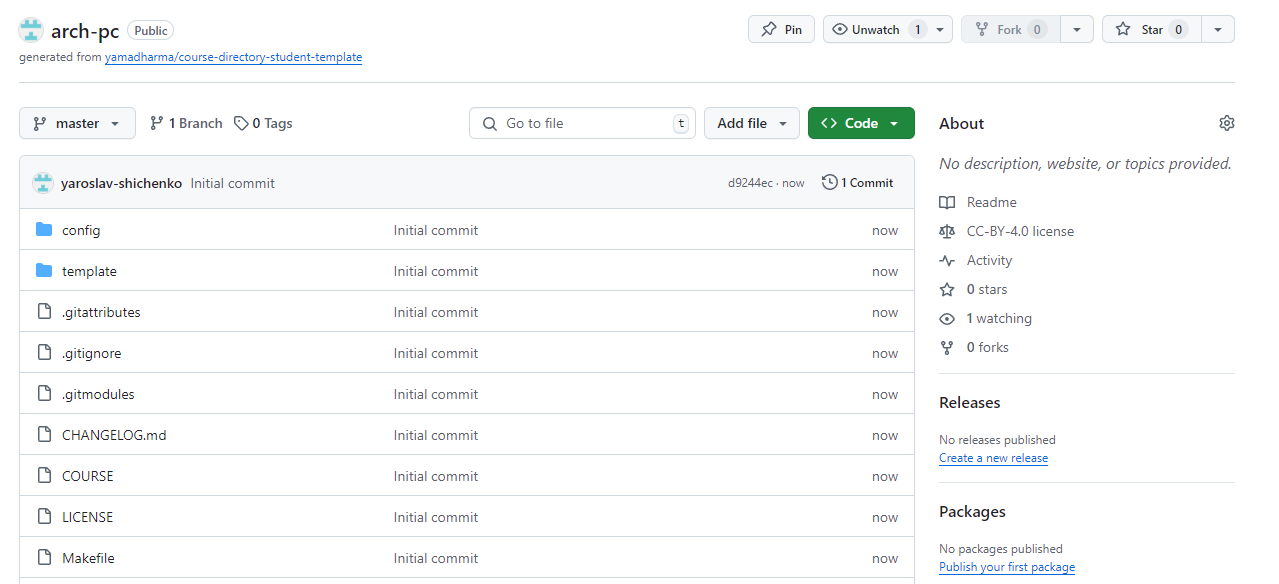 arch-pc Public
Pin Unwatch 1 Fork 0 Star 0
generated from yamadharma/course-directory-student-template
master 1 Branch 0 Tags Go to file t Add file Code
yaroslav-shichenko Initial commit d9244ec · now 1 Commit
config Initial commit now
template Initial commit now
.gitattributes Initial commit now
.gitignore Initial commit now
.gitmodules Initial commit now
CHANGELOG.md Initial commit now
COURSE Initial commit now
LICENSE Initial commit now
Makefile Initial commit now
About
No description, website, or topics provided.
Readme
CC-BY-4.0 license
Activity
0 stars
1 watching
0 forks
Releases
No releases published
Create a new release
Packages
No packages published
Publish your first package